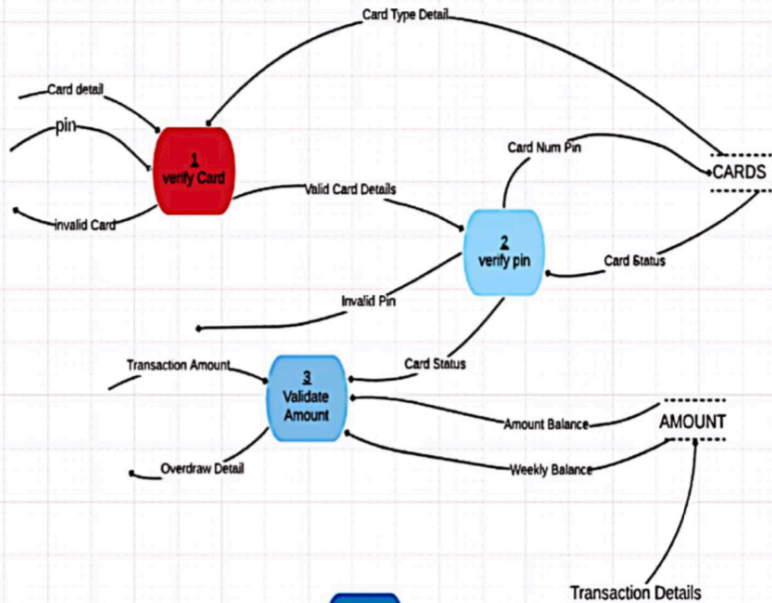 Card Type Detail
Card detail
pin
Card Num Pin
1
verify Card
CARDS
Valid Card Details
invalid Card
2
verify pin
Card Status
Invalid Pin
Transaction Amount
Card Status
3
Validate
Amount
Amount Balance
AMOUNT
Overdraw Detail
Weekly Balance
Transaction Details